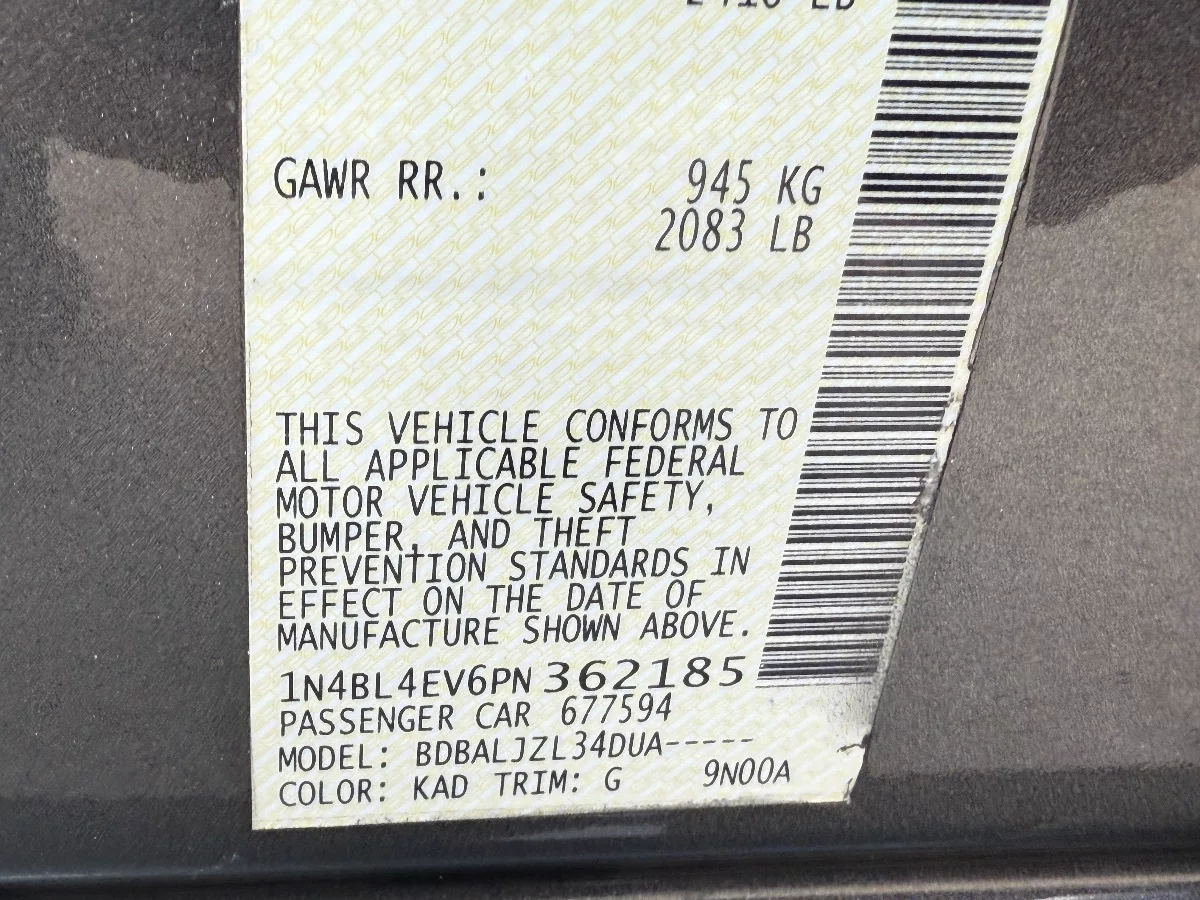 GAWR RR.: 945 KG
2083 LB
THIS VEHICLE CONFORMS TO
ALL APPLICABLE FEDERAL
MOTOR VEHICLE SAFETY,
BUMPER, AND THEFT
PREVENTION STANDARDS IN
EFFECT ON THE DATE OF
MANUFACTURE SHOWN ABOVE.
1N4BL4EV6PN362185
PASSENGER CAR 677594
MODEL: BDBALJZL34DUA-----
COLOR: KAD TRIM: G 9N00A